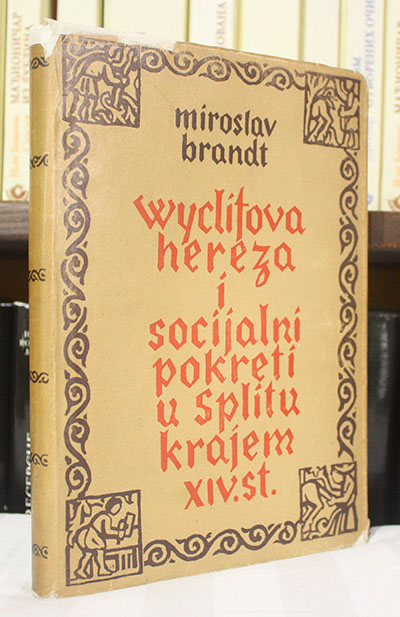 miroslav
brandt
wyclifova
hereza
i
socijalni
pokreti
u Splitu
krajem
XIV. st.